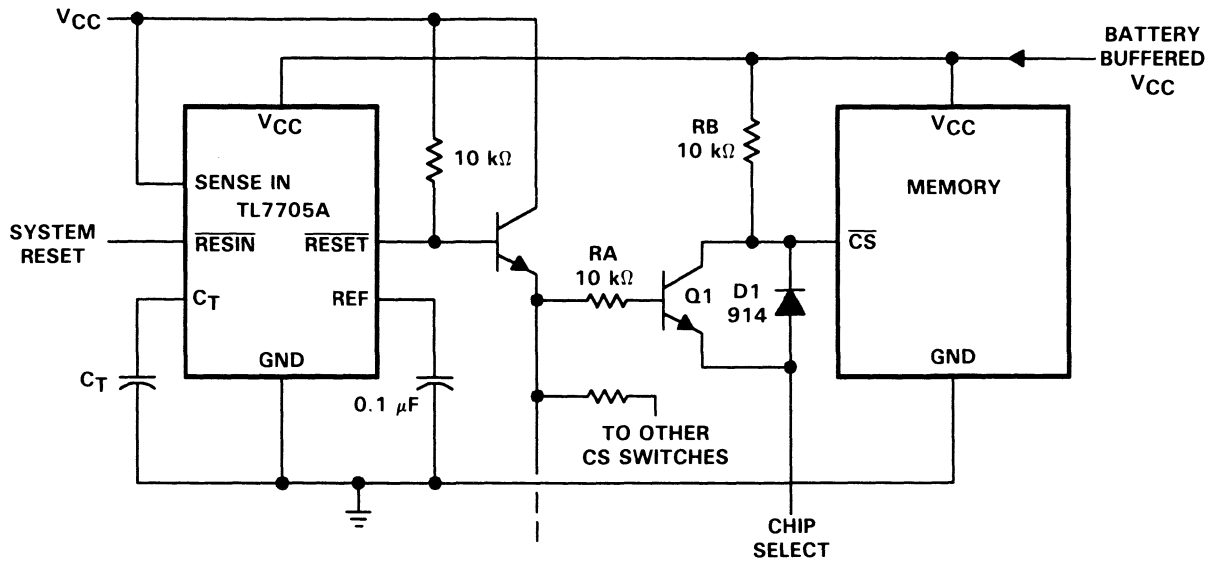 VCC
BATTERY
BUFFERED
VCC
VCC
SENSE IN
TL7705A
RESIN
RESET
CT
REF
GND
SYSTEM
RESET
10 kΩ
RB
10 kΩ
VCC
MEMORY
CS
GND
RA
10 kΩ
Q1
D1
914
CT
0.1 μF
TO OTHER
CS SWITCHES
CHIP
SELECT